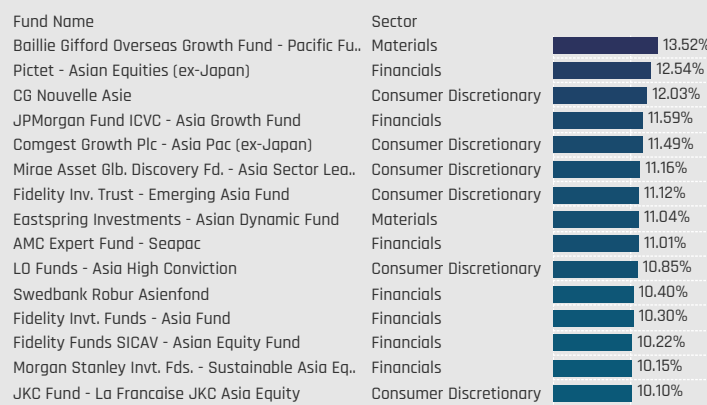 Fund Name Sector
Baillie Gifford Overseas Growth Fund - Pacific Fu.. Materials 13.52%
Pictet - Asian Equities (ex-Japan) Financials 12.54%
CG Nouvelle Asie Consumer Discretionary 12.03%
JPMorgan Fund ICVC - Asia Growth Fund Financials 11.59%
Comgest Growth Plc - Asia Pac (ex-Japan) Consumer Discretionary 11.49%
Mirae Asset Glb. Discovery Fd. - Asia Sector Lea.. Consumer Discretionary 11.16%
Fidelity Inv. Trust - Emerging Asia Fund Consumer Discretionary 11.12%
Eastspring Investments - Asian Dynamic Fund Materials 11.04%
AMC Expert Fund - Seapac Financials 11.01%
LO Funds - Asia High Conviction Consumer Discretionary 10.85%
Swedbank Robur Asienfond Financials 10.40%
Fidelity Invt. Funds - Asia Fund Financials 10.30%
Fidelity Funds SICAV - Asian Equity Fund Financials 10.22%
Morgan Stanley Invt. Fds. - Sustainable Asia Eq.. Financials 10.15%
JKC Fund - La Francaise JKC Asia Equity Consumer Discretionary 10.10%